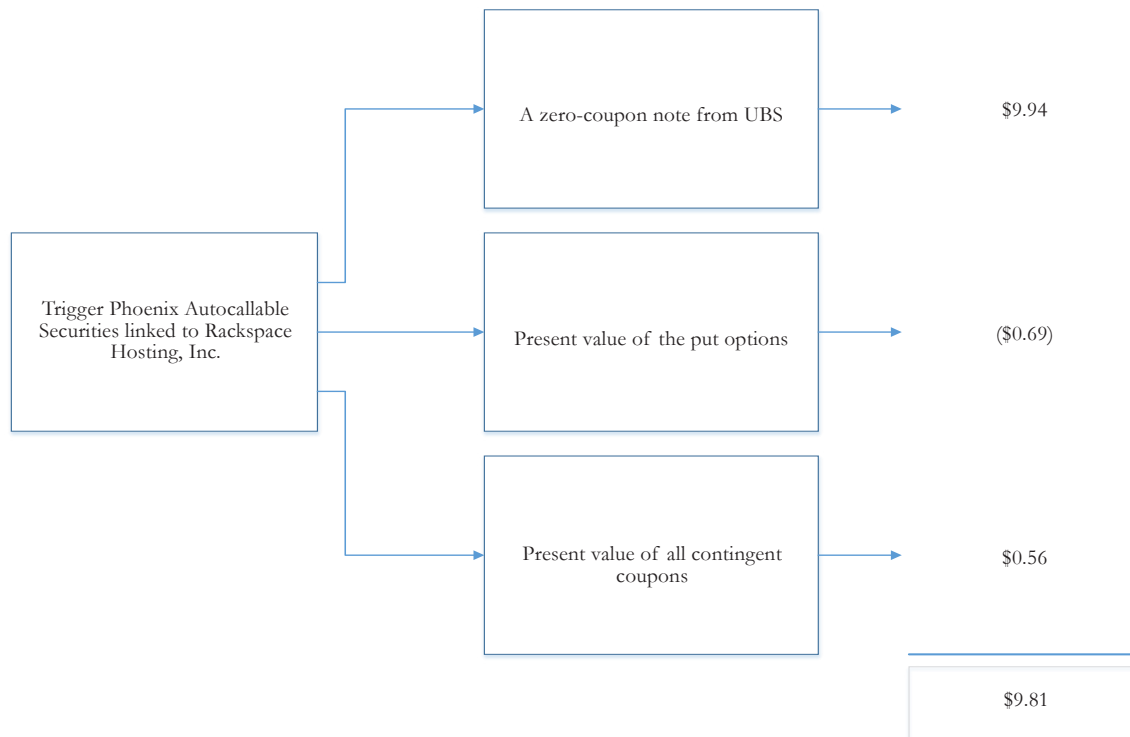 A zero-coupon note from UBS
$9.94
Trigger Phoenix Autocallable
Securities linked to Rackspace
Hosting, Inc.
Present value of the put options
($0.69)
Present value of all contingent
coupons
$0.56
$9.81